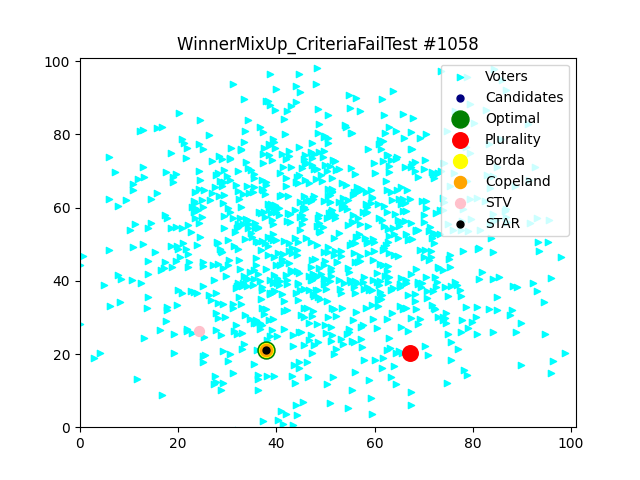 WinnerMixUp_CriteriaFailTest #1058
Voters
Candidates
Optimal
Plurality
Borda
Copeland
STV
STAR
100
80
60
40
20
0
0 20 40 60 80 100